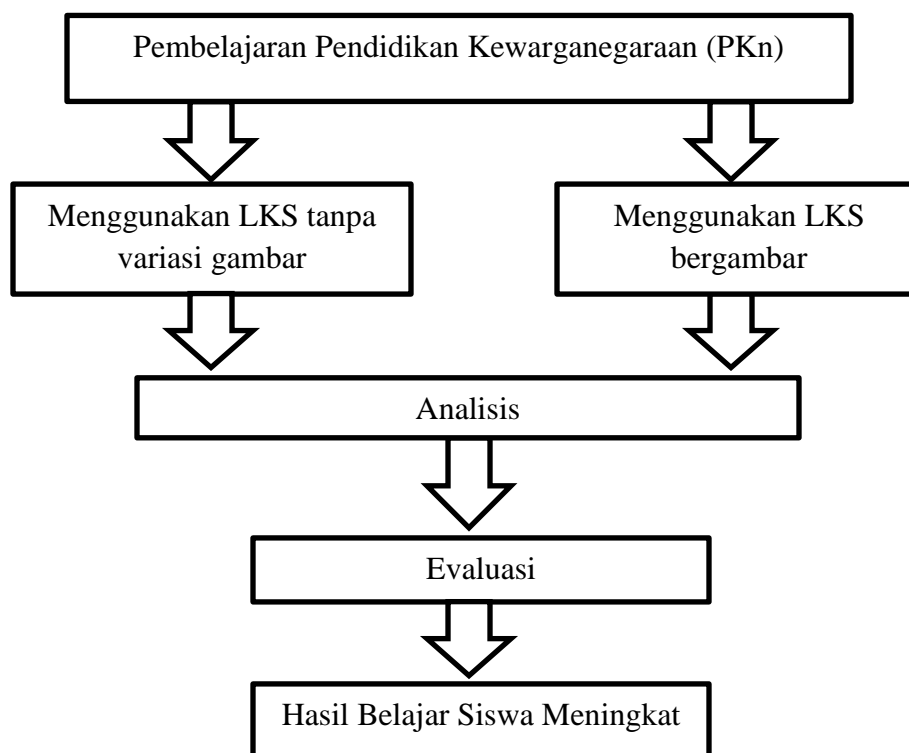 Pembelajaran Pendidikan Kewarganegaraan (PKn)
Menggunakan LKS tanpa
variasi gambar
Menggunakan LKS
bergambar
Analisis
Evaluasi
Hasil Belajar Siswa Meningkat